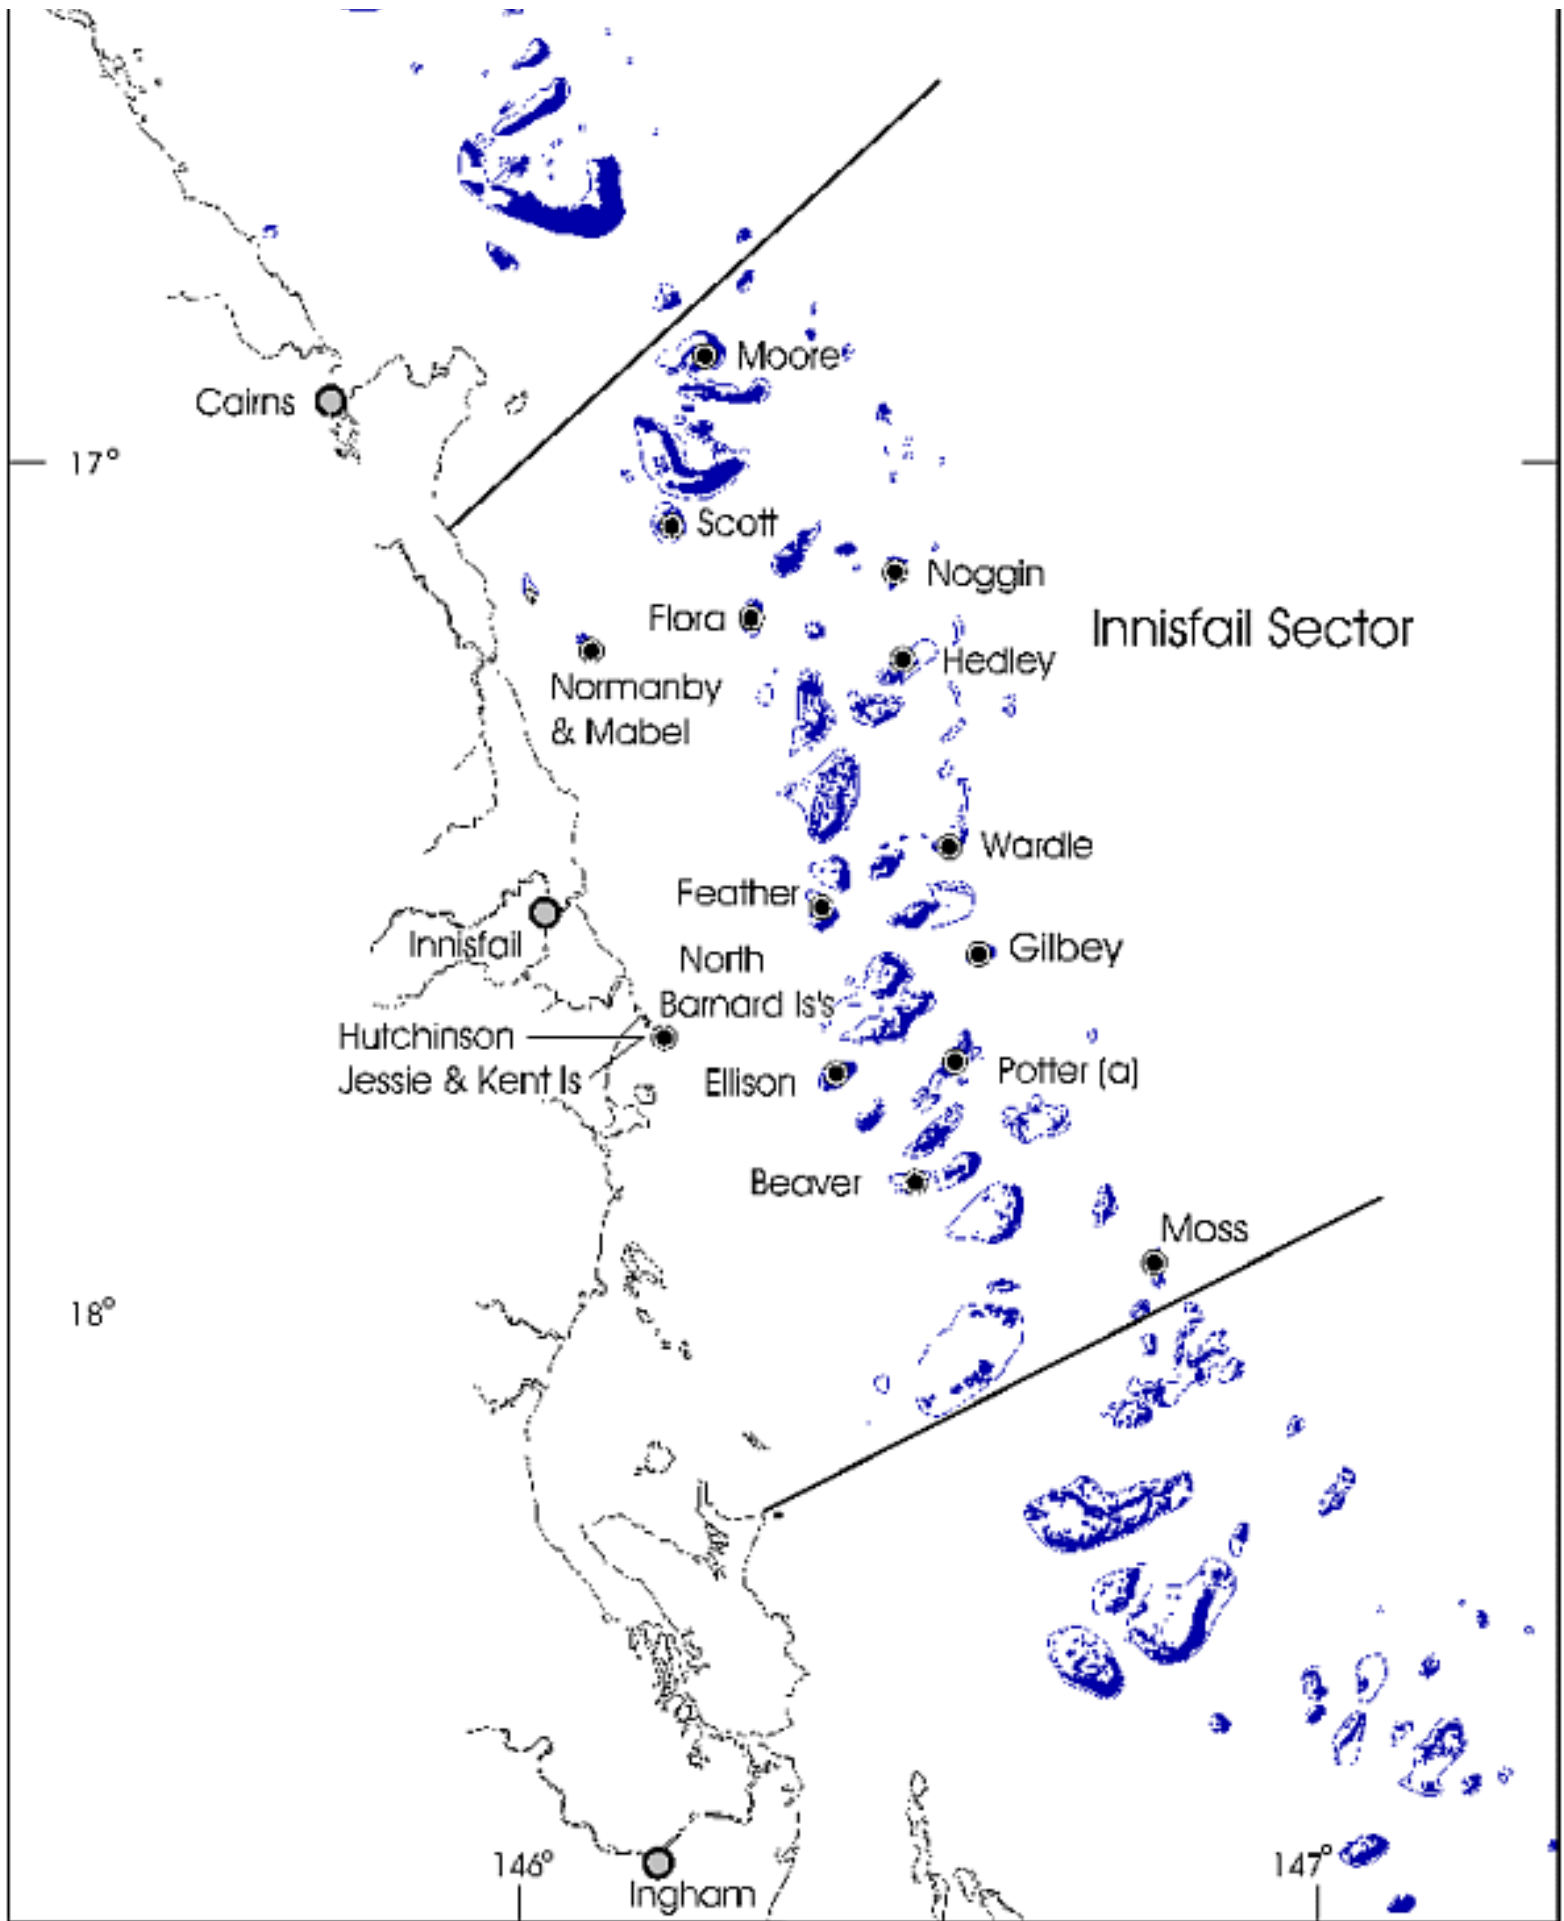 Moore
Cairns
17°
Scott
Noggin
Flora
Innisfail Sector
Hedley
Normanby
& Mabel
Wardle
Feather
Innisfail
Gilbey
North
Barnard Is's
Hutchinson
Jessie & Kent Is
Ellison
Potter (a)
Beaver
Moss
18°
146°
147°
Ingham